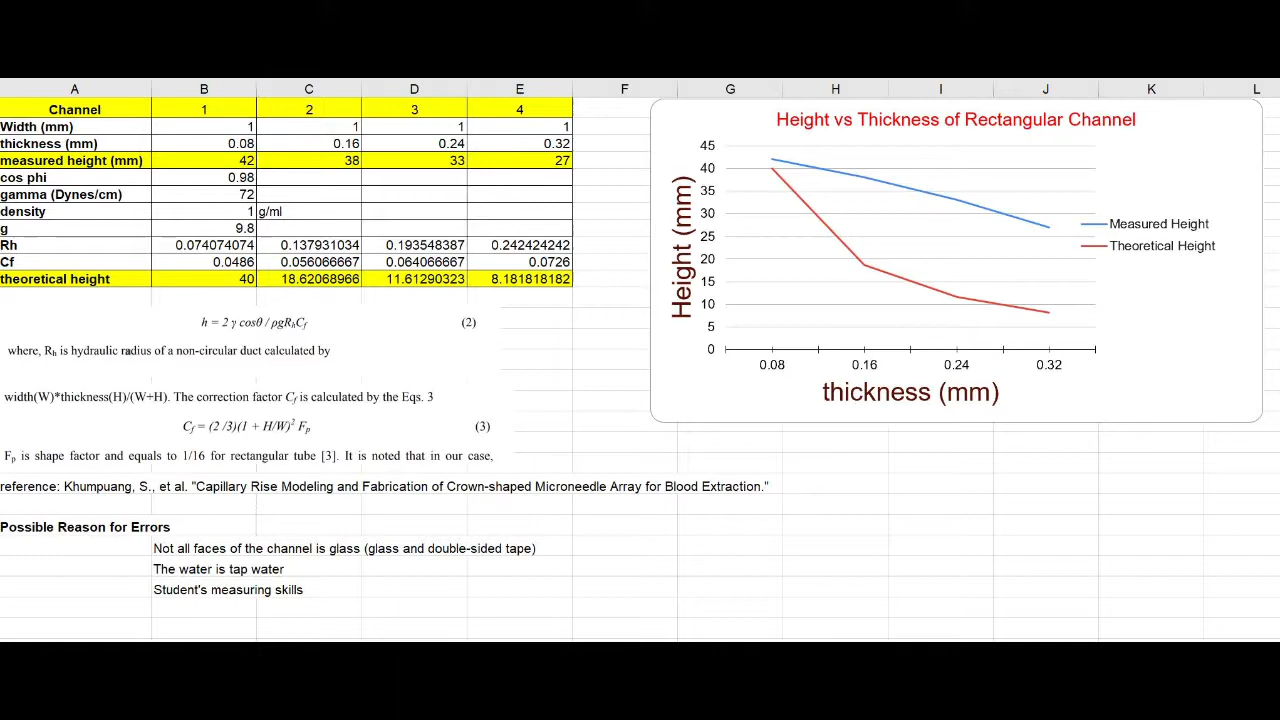 A B C D E F G H I J K L
Channel 1 2 3 4
Width (mm) 1 1 1 1
thickness (mm) 0.08 0.16 0.24 0.32
measured height (mm) 42 38 33 27
cos phi 0.98
gamma (Dynes/cm) 72
density 1 g/ml
g 9.8
Rh 0.074074074 0.137931034 0.193548387 0.242424242
Cf 0.0486 0.056066667 0.064066667 0.0726
theoretical height 40 18.62068966 11.61290323 8.181818182
h = 2 γ cosθ / ρgRhCf (2)
where, Rh is hydraulic radius of a non-circular duct calculated by
width(W)*thickness(H)/(W+H). The correction factor Cf is calculated by the Eqs. 3
Cf = (2 /3)(1 + H/W)² Fp (3)
Fp is shape factor and equals to 1/16 for rectangular tube [3]. It is noted that in our case,
reference: Khumpuang, S., et al. "Capillary Rise Modeling and Fabrication of Crown-shaped Microneedle Array for Blood Extraction."
Possible Reason for Errors
Not all faces of the channel is glass (glass and double-sided tape)
The water is tap water
Student's measuring skills
Height vs Thickness of Rectangular Channel
Height (mm)
45
40
35
30
25
20
15
10
5
0
0.08 0.16 0.24 0.32
thickness (mm)
Measured Height
Theoretical Height